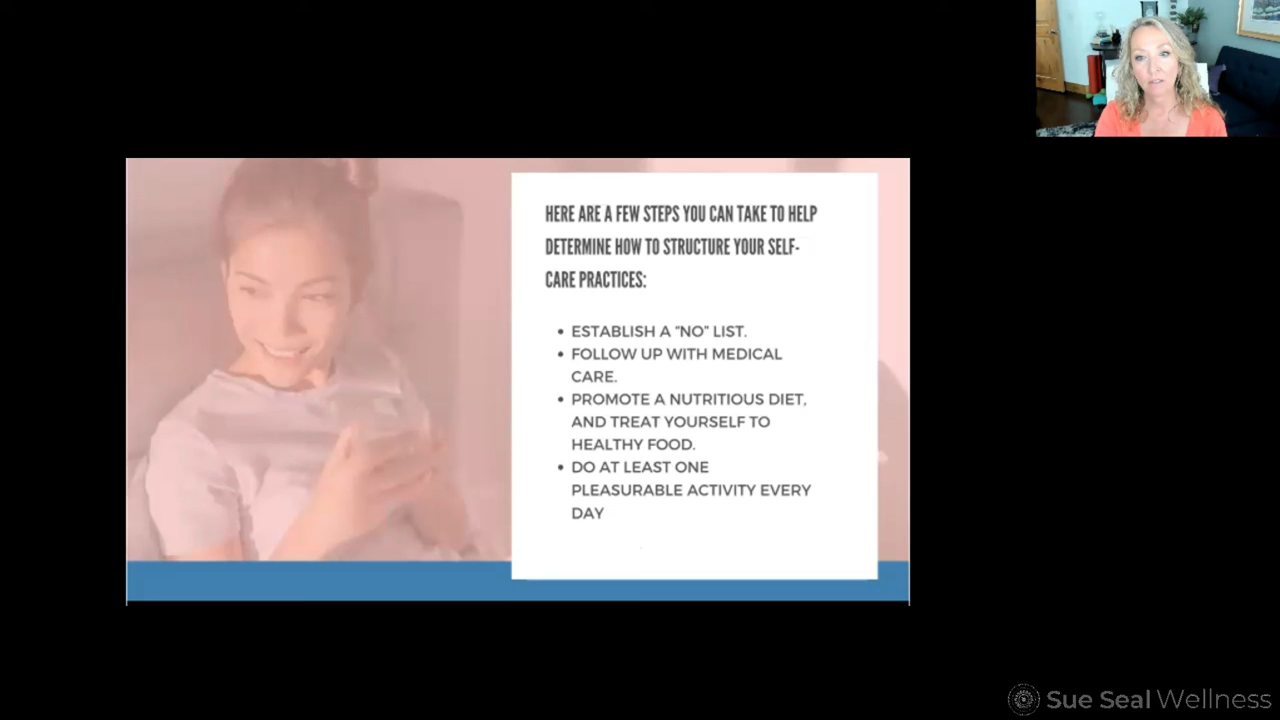 HERE ARE A FEW STEPS YOU CAN TAKE TO HELP
DETERMINE HOW TO STRUCTURE YOUR SELF-
CARE PRACTICES:
• ESTABLISH A "NO" LIST.
• FOLLOW UP WITH MEDICAL
CARE.
• PROMOTE A NUTRITIOUS DIET,
AND TREAT YOURSELF TO
HEALTHY FOOD.
• DO AT LEAST ONE
PLEASURABLE ACTIVITY EVERY
DAY
Sue Seal Wellness